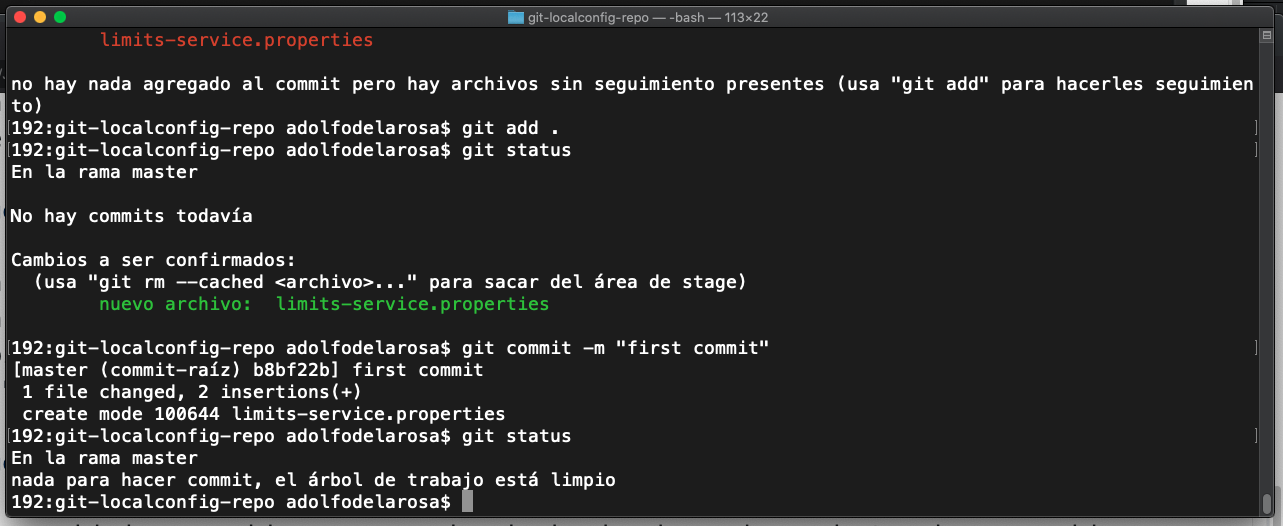 git-localconfig-repo — -bash — 113×22
limits-service.properties
no hay nada agregado al commit pero hay archivos sin seguimiento presentes (usa "git add" para hacerles seguimien
to)
[192:git-localconfig-repo adolfodelarosa$ git add .                                                               ]
[192:git-localconfig-repo adolfodelarosa$ git status                                                              ]
En la rama master
No hay commits todavía
Cambios a ser confirmados:
(usa "git rm --cached <archivo>..." para sacar del área de stage)
nuevo archivo:  limits-service.properties
[192:git-localconfig-repo adolfodelarosa$ git commit -m "first commit"                                            ]
[master (commit-raíz) b8bf22b] first commit
1 file changed, 2 insertions(+)
create mode 100644 limits-service.properties
[192:git-localconfig-repo adolfodelarosa$ git status                                                              ]
En la rama master
nada para hacer commit, el árbol de trabajo está limpio
192:git-localconfig-repo adolfodelarosa$